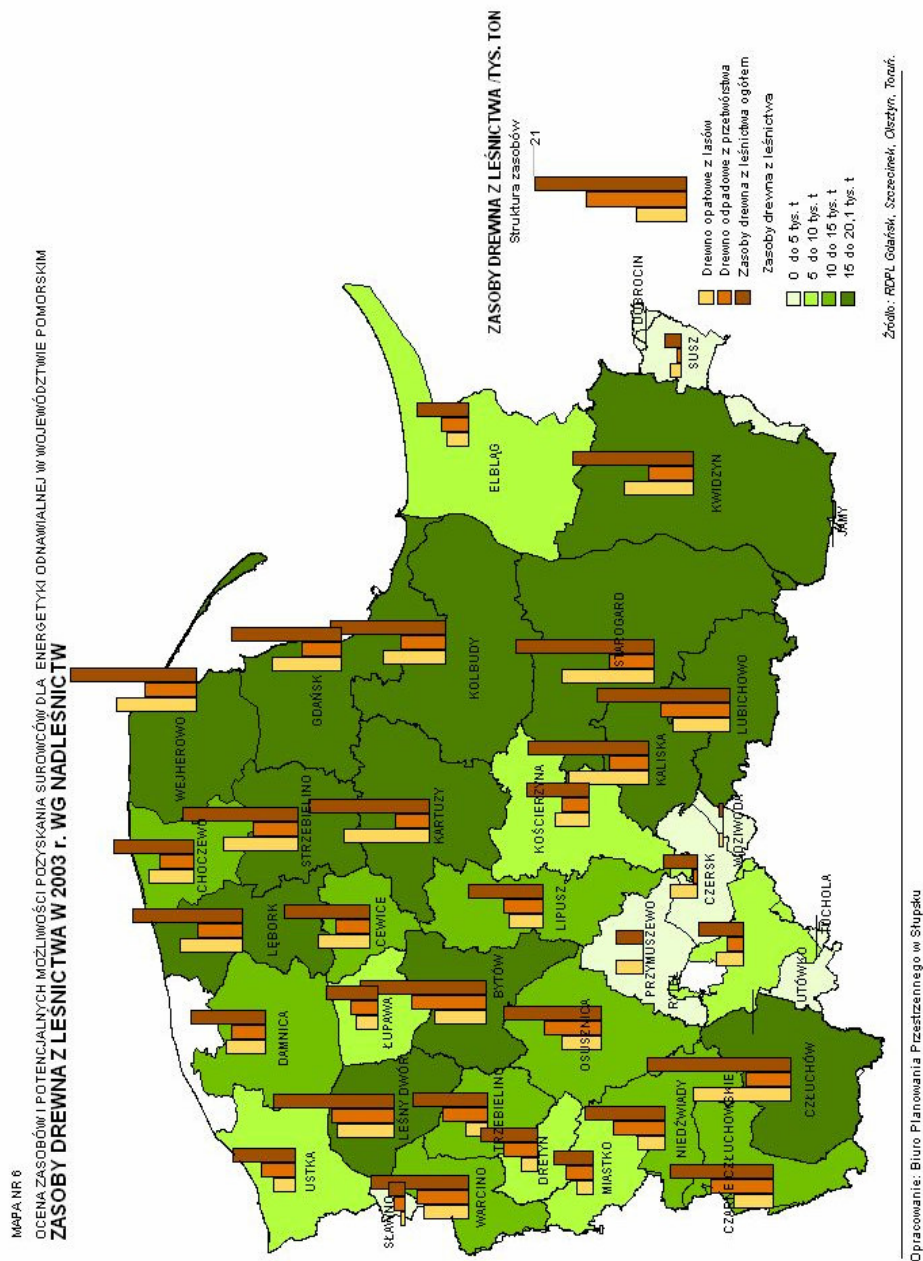 MAPA NR 6
OCENA ZASOBÓW I POTENCJALNYCH MOŻLIWOŚCI POZYSKANIA SUROWCÓW DLA ENERGETYKI ODNAWIALNEJ W WOJEWÓDZTWIE POMORSKIM
ZASOBY DREWNA Z LEŚNICTWA W 2003 r. WG NADLEŚNICTW
WEJHEROWO
CHOCZEWO
LĘBORK
STRZEBIELINO
GDAŃSK
DAMNICA
CEWICE
USTKA
ŁUPAWA
KARTUZY
KOLBUDY
ELBLĄG
LEŚNY DWÓR
SŁAWNO
BYTÓW
WARCINO
TRZEBIELINO
LIPUSZ
KOŚCIERZYNA
DRETYŃ
OSUSZNICA
STAROGARD
MIASTKO
PRZYMUSZEWO
KALISKA
RYTEL
CZERSK
LUBICHOWO
KWIDZYN
NIEDŹWIADY
WOZIWODA
CZARNE CZŁUCHOWSKIE
CZŁUCHÓW
UTÓWKO
TUCHOLA
JAMY
SUSZ
DOBROCIN
ZASOBY DREWNA Z LEŚNICTWA /TYS. TON
Struktura zasobów
21
Drewno opałowe z lasów
Drewno odpadowe z przetwórstwa
Zasoby drewna z leśnictwa ogółem
Zasoby drewna z leśnictwa
0 do 5 tys. t
5 do 10 tys. t
10 do 15 tys. t
15 do 20,1 tys. t
Źródło: RDPL Gdańsk, Szczecinek, Olsztyn, Toruń.
Opracowanie: Biuro Planowania Przestrzennego w Słupsku